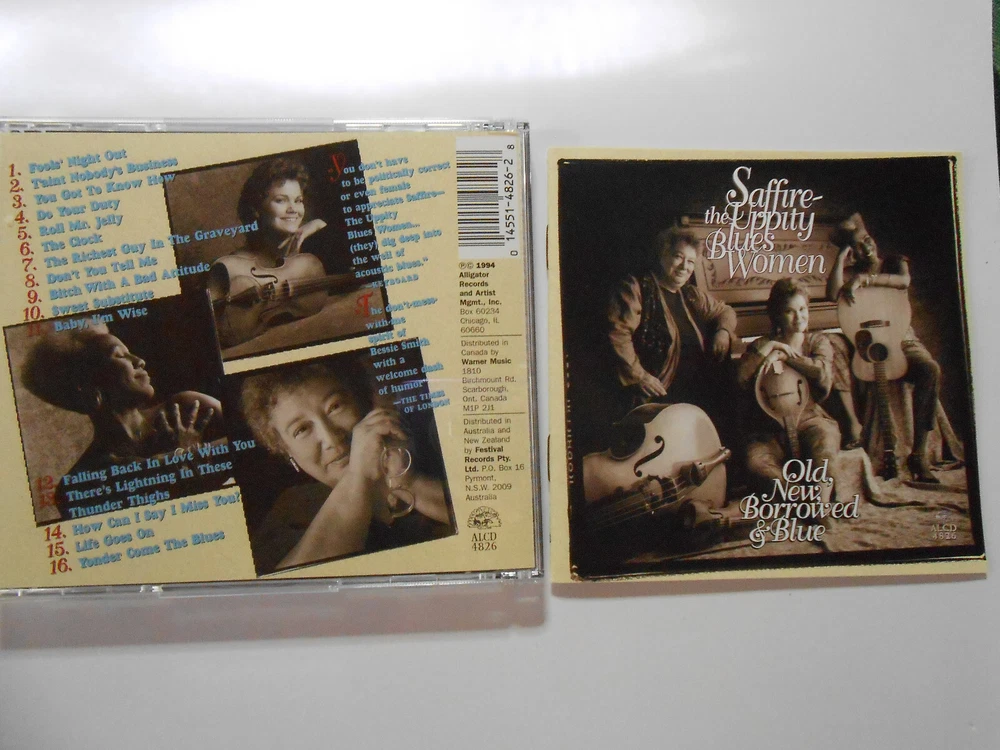 1. Fools' Night Out
2. Taint Nobody's Business
3. You Got To Know How
4. Do Your Duty
5. Roll Mr. Jelly
6. The Clock
7. The Richest Guy In The Graveyard
8. Don't You Tell Me
9. Bitch With A Bad Attitude
10. Sweet Substitute
Baby, I'm Wise
Falling Back In Love With You
There's Lightning In These
Thunder Thighs
14. How Can I Say I Miss You?
15. Life Goes On
16. Yonder Come The Blues
You don't have
to be politically correct
or even female
to appreciate Saffire—
The Uppity
Blues Women...
(they) dig deep into
the well of
acoustic blues."
The don't-mess-
with-me
spirit of
Bessie Smith
with a
welcome dash
of humor"
—THE TIMES
OF LONDON
0 14551-4826-2 8
℗© 1994
Alligator
Records
and Artist
Mgmt., Inc.
Box 60234
Chicago, IL
60660
Distributed in
Canada by
Warner Music
1810
Birchmount Rd.
Scarborough,
Ont. Canada
M1P 2J1
Distributed in
Australia and
New Zealand
by Festival
Records Pty,
Ltd. P.O. Box 16
Pyrmont,
N.S.W. 2009
Australia
ALCD
4826
Saffire-
the Uppity
Blues
Women
Old,
New,
Borrowed
& Blue
ALCD
4826